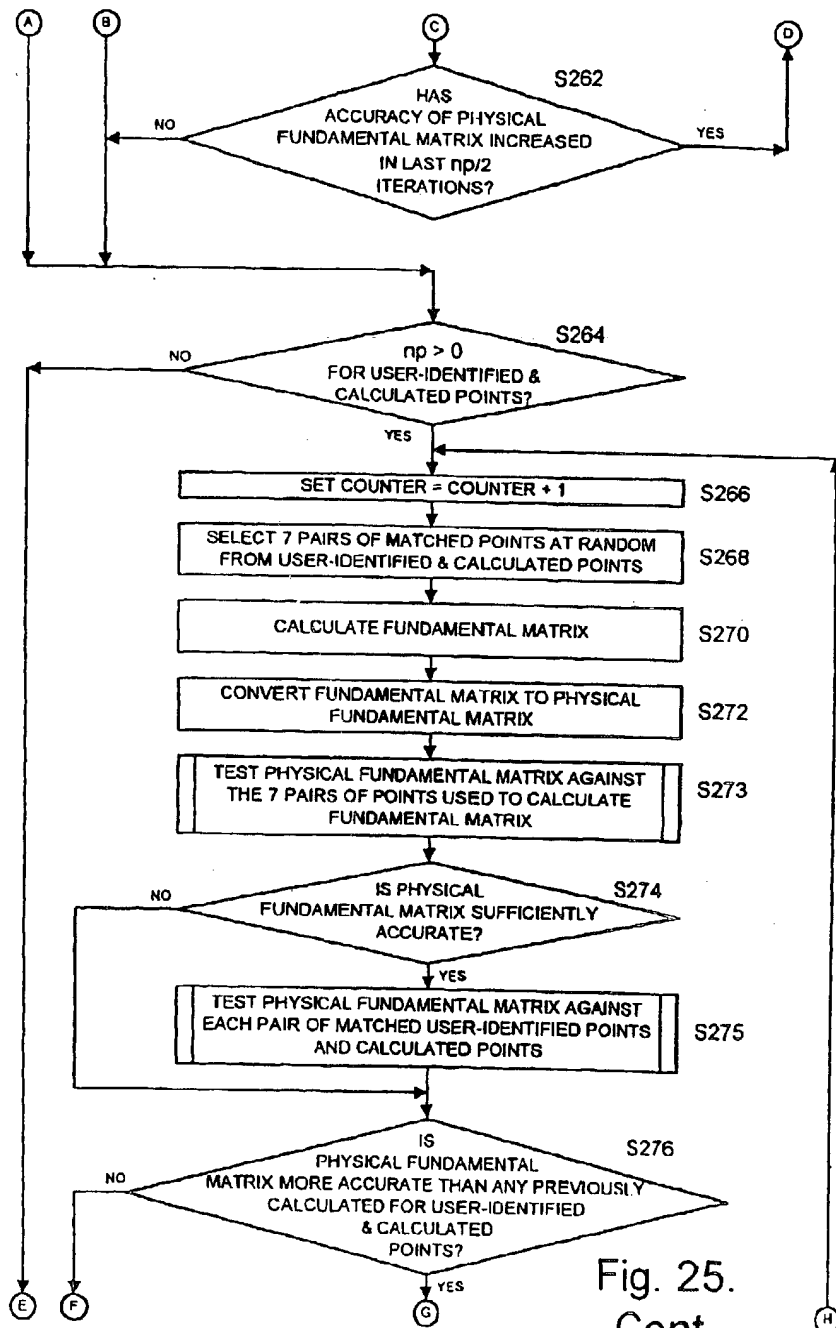 A
B
C
D
S262
HAS
ACCURACY OF PHYSICAL
FUNDAMENTAL MATRIX INCREASED
IN LAST np/2
ITERATIONS?
NO
YES
S264
np > 0
FOR USER-IDENTIFIED &
CALCULATED POINTS?
NO
YES
SET COUNTER = COUNTER + 1
S266
SELECT 7 PAIRS OF MATCHED POINTS AT RANDOM
FROM USER-IDENTIFIED & CALCULATED POINTS
S268
CALCULATE FUNDAMENTAL MATRIX
S270
CONVERT FUNDAMENTAL MATRIX TO PHYSICAL
FUNDAMENTAL MATRIX
S272
TEST PHYSICAL FUNDAMENTAL MATRIX AGAINST
THE 7 PAIRS OF POINTS USED TO CALCULATE
FUNDAMENTAL MATRIX
S273
S274
IS PHYSICAL
FUNDAMENTAL MATRIX SUFFICIENTLY
ACCURATE?
NO
YES
TEST PHYSICAL FUNDAMENTAL MATRIX AGAINST
EACH PAIR OF MATCHED USER-IDENTIFIED POINTS
AND CALCULATED POINTS
S275
S276
IS
PHYSICAL FUNDAMENTAL
MATRIX MORE ACCURATE THAN ANY PREVIOUSLY
CALCULATED FOR USER-IDENTIFIED
& CALCULATED
POINTS?
NO
YES
E
F
G
H
Fig. 25.
Cont